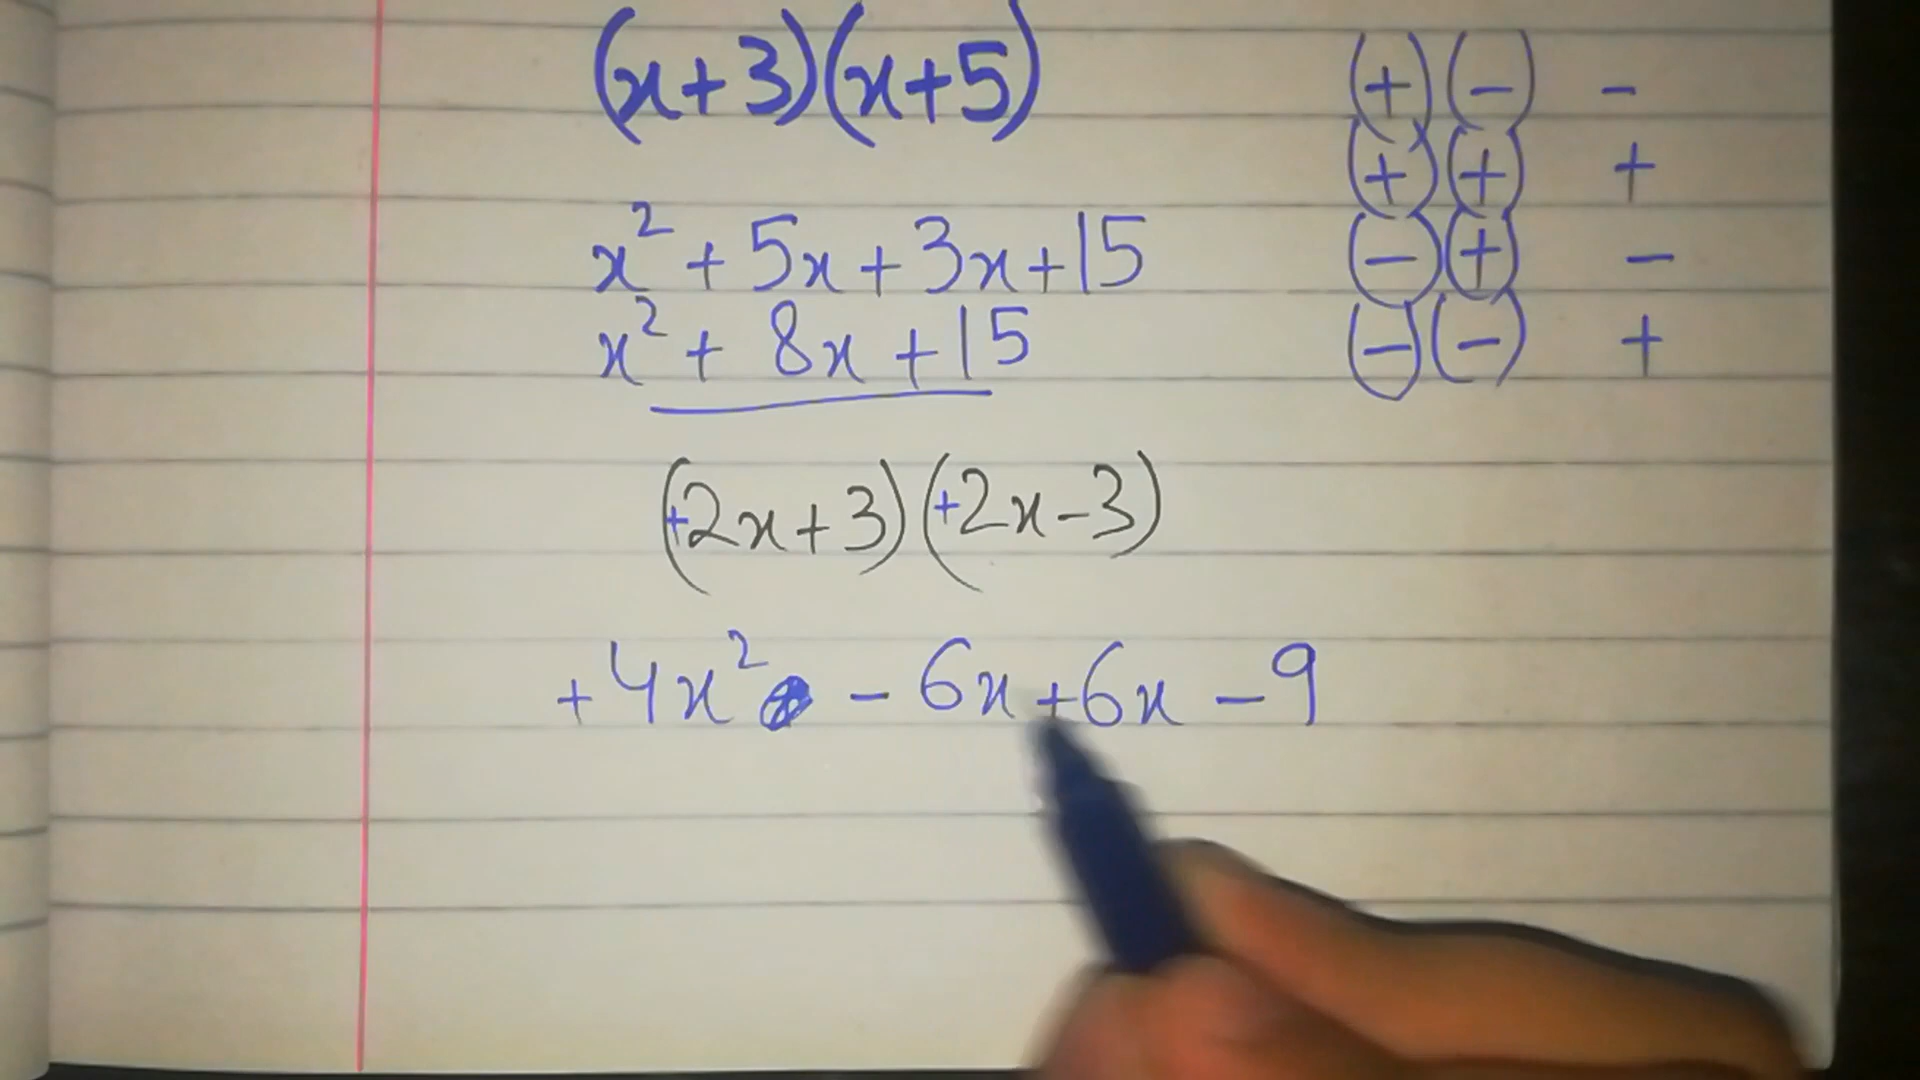 (x+3)(x+5)
x² + 5x + 3x + 15
x² + 8x + 15
(+2x + 3)(+2x - 3)
+4x² - 6x + 6x - 9
(+)(-) -
(+)(+) +
(-)(+) -
(-)(-) +